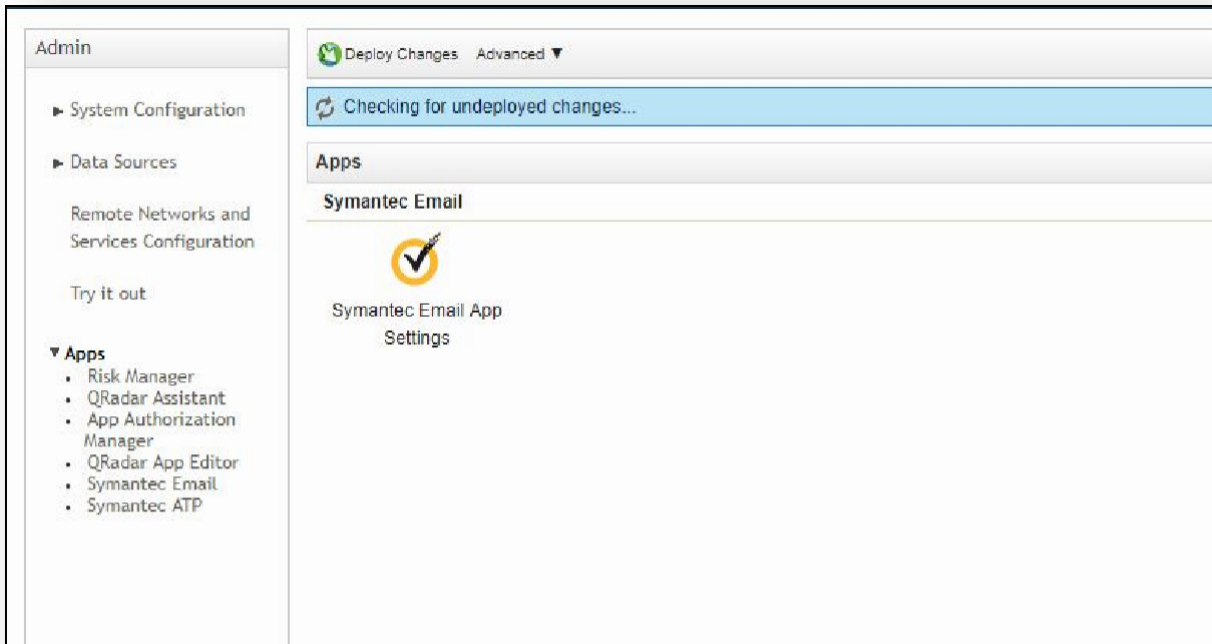 Admin
► System Configuration
► Data Sources
Remote Networks and
Services Configuration
Try it out
▼ Apps
• Risk Manager
• QRadar Assistant
• App Authorization
Manager
• QRadar App Editor
• Symantec Email
• Symantec ATP
Deploy Changes Advanced ▼
Checking for undeployed changes...
Apps
Symantec Email
Symantec Email App
Settings